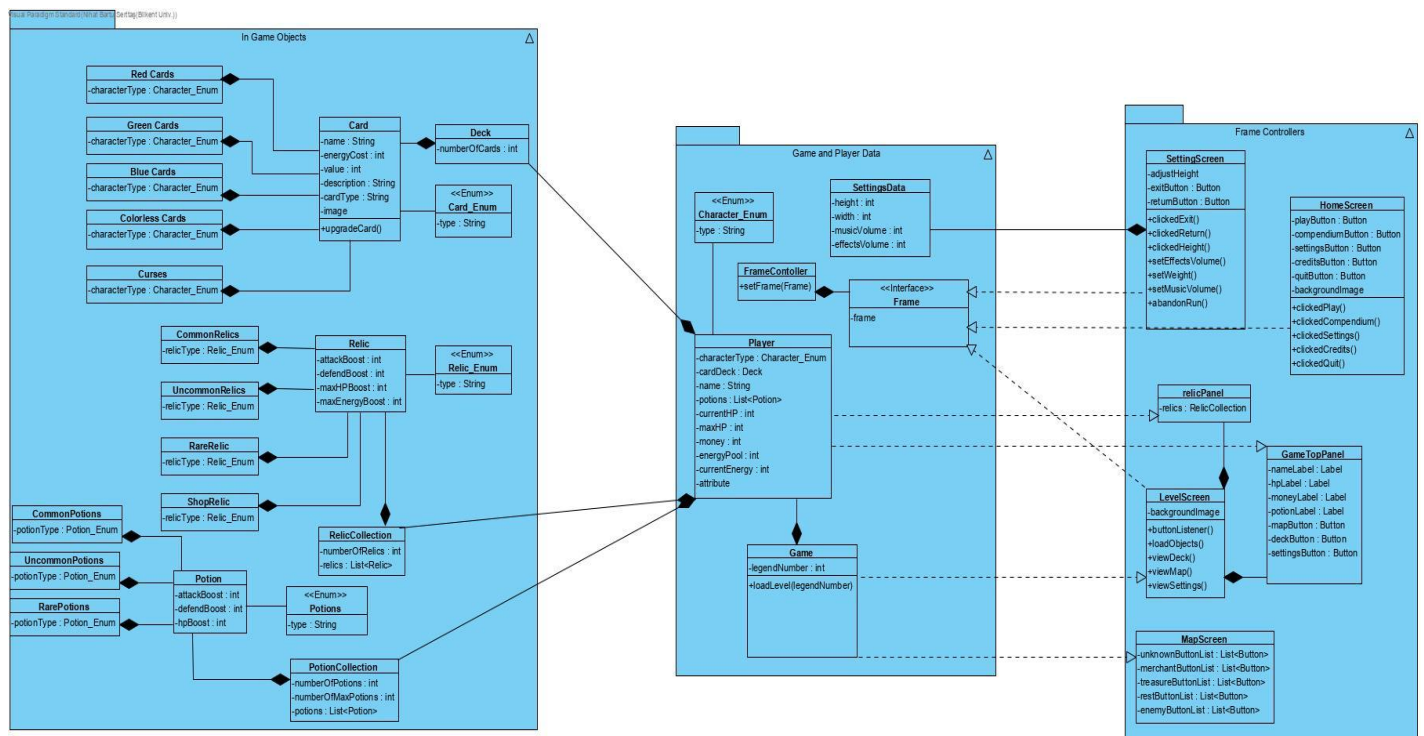 Visual Paradigm Standard(Nihat Bartu Serttaş(Bilkent Univ.))
In Game Objects
Red Cards
-characterType : Character_Enum
Green Cards
-characterType : Character_Enum
Blue Cards
-characterType : Character_Enum
Colorless Cards
-characterType : Character_Enum
Curses
-characterType : Character_Enum
Card
-name : String
-energyCost : int
-value : int
-description : String
-cardType : String
-image
+upgradeCard()
Deck
-numberOfCards : int
<<Enum>>
Card_Enum
-type : String
CommonRelics
-relicType : Relic_Enum
UncommonRelics
-relicType : Relic_Enum
RareRelic
-relicType : Relic_Enum
ShopRelic
-relicType : Relic_Enum
Relic
-attackBoost : int
-defendBoost : int
-maxHPBoost : int
-maxEnergyBoost : int
<<Enum>>
Relic_Enum
-type : String
RelicCollection
-numberOfRelics : int
-relics : List<Relic>
CommonPotions
-potionType : Potion_Enum
UncommonPotions
-potionType : Potion_Enum
RarePotions
-potionType : Potion_Enum
Potion
-attackBoost : int
-defendBoost : int
-hpBoost : int
<<Enum>>
Potions
-type : String
PotionCollection
-numberOfPotions : int
-numberOfMaxPotions : int
-potions : List<Potion>
Game and Player Data
<<Enum>>
Character_Enum
-type : String
SettingsData
-height : int
-width : int
-musicVolume : int
-effectsVolume : int
FrameContoller
+setFrame(Frame)
<<Interface>>
Frame
-frame
Player
-characterType : Character_Enum
-cardDeck : Deck
-name : String
-potions : List<Potion>
-currentHP : int
-maxHP : int
-money : int
-energyPool : int
-currentEnergy : int
-attribute
Game
-legendNumber : int
+loadLevel(legendNumber)
Frame Controllers
SettingScreen
-adjustHeight
-exitButton : Button
-returnButton : Button
+clickedExit()
+clickedReturn()
+clickedHeight()
+setEffectsVolume()
+setWeight()
+setMusicVolume()
+abandonRun()
HomeScreen
-playButton : Button
-compendiumButton : Button
-settingsButton : Button
-creditsButton : Button
-quitButton : Button
-backgroundImage
+clickedPlay()
+clickedCompendium()
+clickedSettings()
+clickedCredits()
+clickedQuit()
relicPanel
-relics : RelicCollection
GameTopPanel
-nameLabel : Label
-hpLabel : Label
-moneyLabel : Label
-potionLabel : Label
-mapButton : Button
-deckButton : Button
-settingsButton : Button
LevelScreen
-backgroundImage
+buttonListener()
+loadObjects()
+viewDeck()
+viewMap()
+viewSettings()
MapScreen
-unknownButtonList : List<Button>
-merchantButtonList : List<Button>
-treasureButtonList : List<Button>
-restButtonList : List<Button>
-enemyButtonList : List<Button>